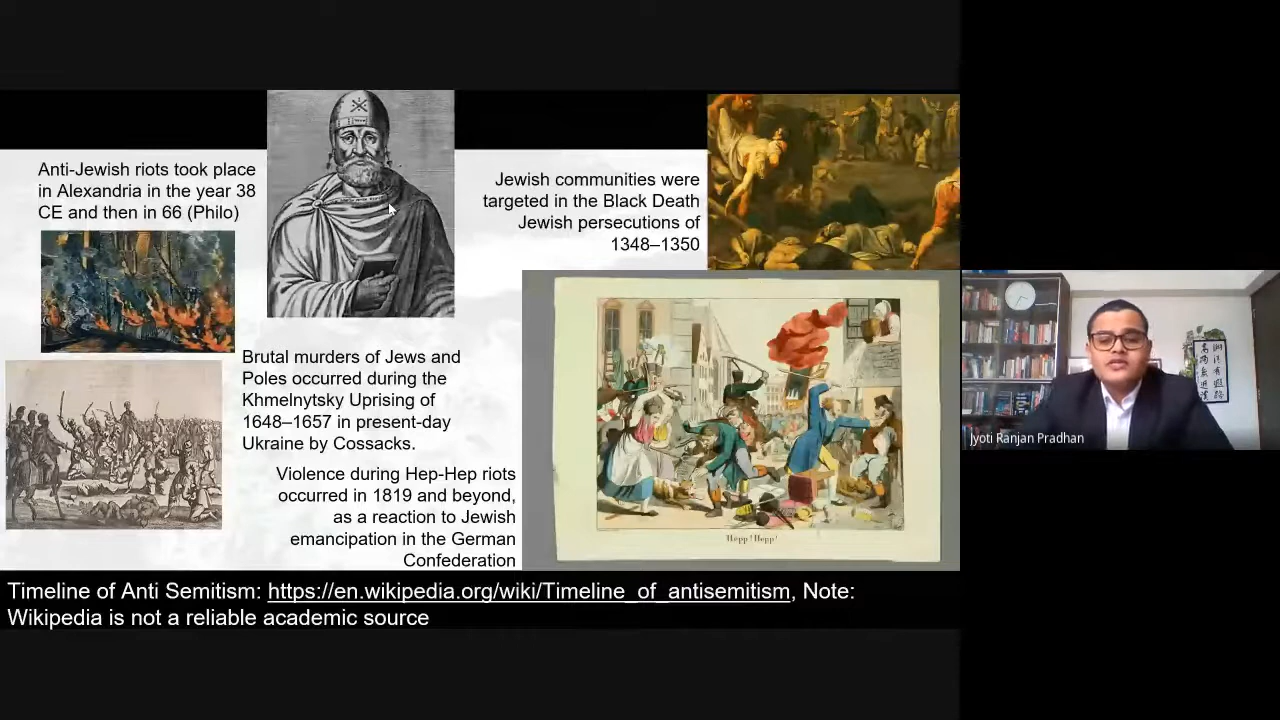 Anti-Jewish riots took place
in Alexandria in the year 38
CE and then in 66 (Philo)
Jewish communities were
targeted in the Black Death
Jewish persecutions of
1348–1350
Brutal murders of Jews and
Poles occurred during the
Khmelnytsky Uprising of
1648–1657 in present-day
Ukraine by Cossacks.
Violence during Hep-Hep riots
occurred in 1819 and beyond,
as a reaction to Jewish
emancipation in the German
Confederation
Hepp! Hepp!
Timeline of Anti Semitism: https://en.wikipedia.org/wiki/Timeline_of_antisemitism, Note:
Wikipedia is not a reliable academic source
Jyoti Ranjan Pradhan